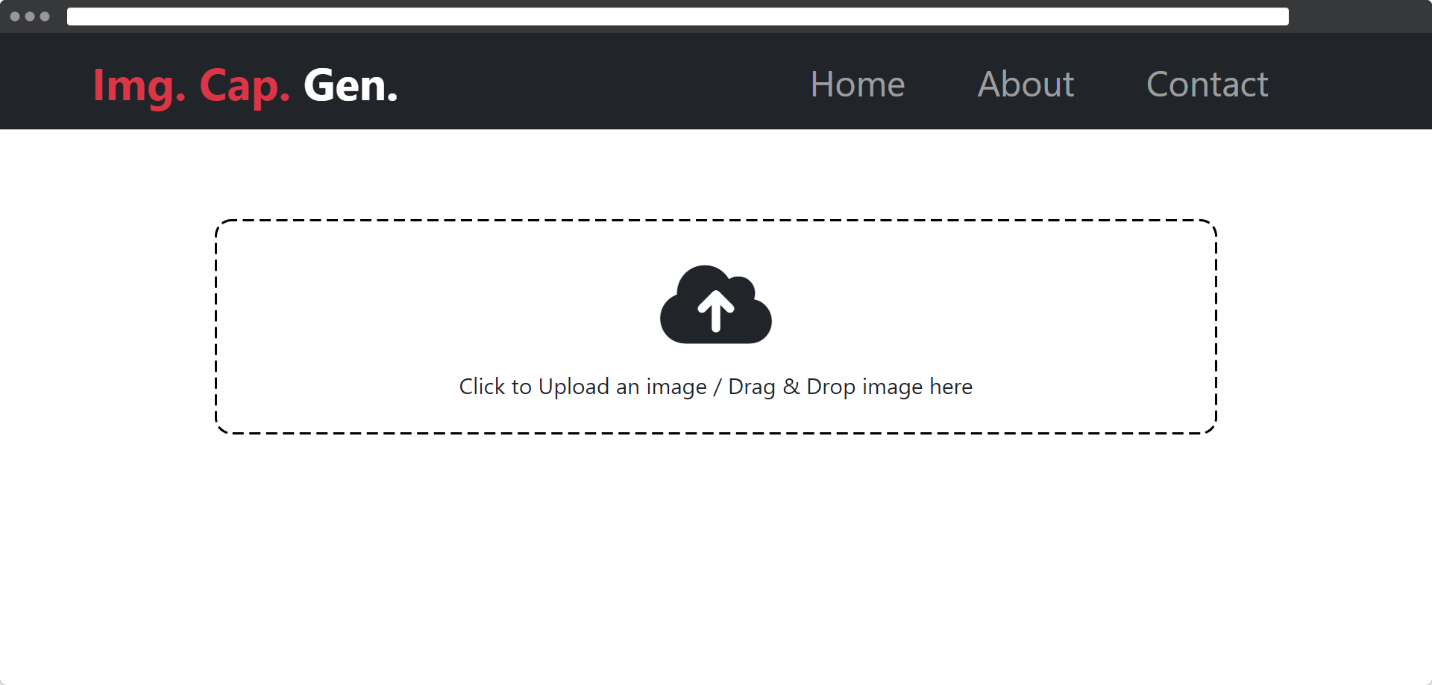 Img. Cap. Gen. Home About Contact
Click to Upload an image / Drag & Drop image here